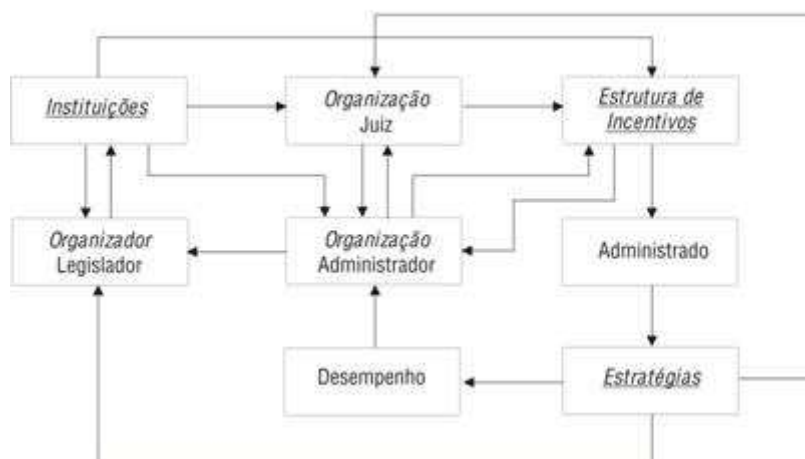 Instituições
Organização
Juiz
Estrutura de
Incentivos
Organizador
Legislador
Organização
Administrador
Administrado
Desempenho
Estratégias